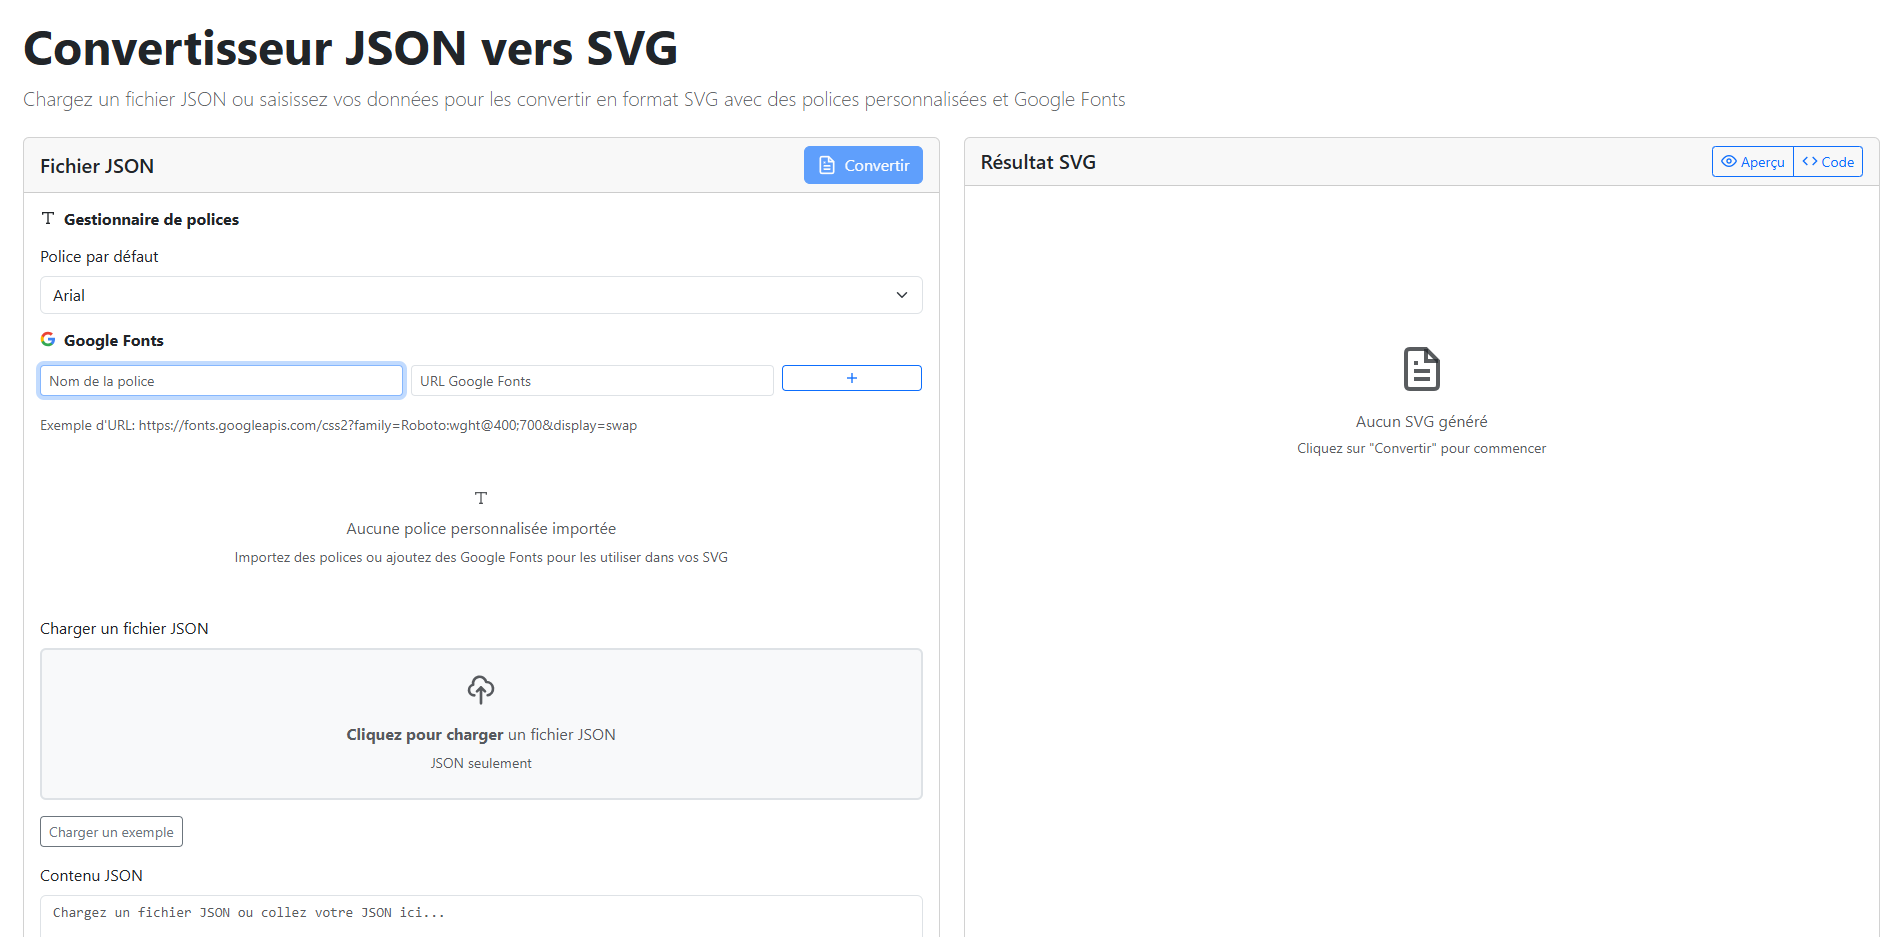 Convertisseur JSON vers SVG
Chargez un fichier JSON ou saisissez vos données pour les convertir en format SVG avec des polices personnalisées et Google Fonts
Fichier JSON
Convertir
Gestionnaire de polices
Police par défaut
Arial
Google Fonts
Nom de la police
URL Google Fonts
+
Exemple d'URL: https://fonts.googleapis.com/css2?family=Roboto:wght@400;700&display=swap
Aucune police personnalisée importée
Importez des polices ou ajoutez des Google Fonts pour les utiliser dans vos SVG
Charger un fichier JSON
Cliquez pour charger un fichier JSON
JSON seulement
Charger un exemple
Contenu JSON
Chargez un fichier JSON ou collez votre JSON ici...
Résultat SVG
Aperçu
Code
Aucun SVG généré
Cliquez sur "Convertir" pour commencer